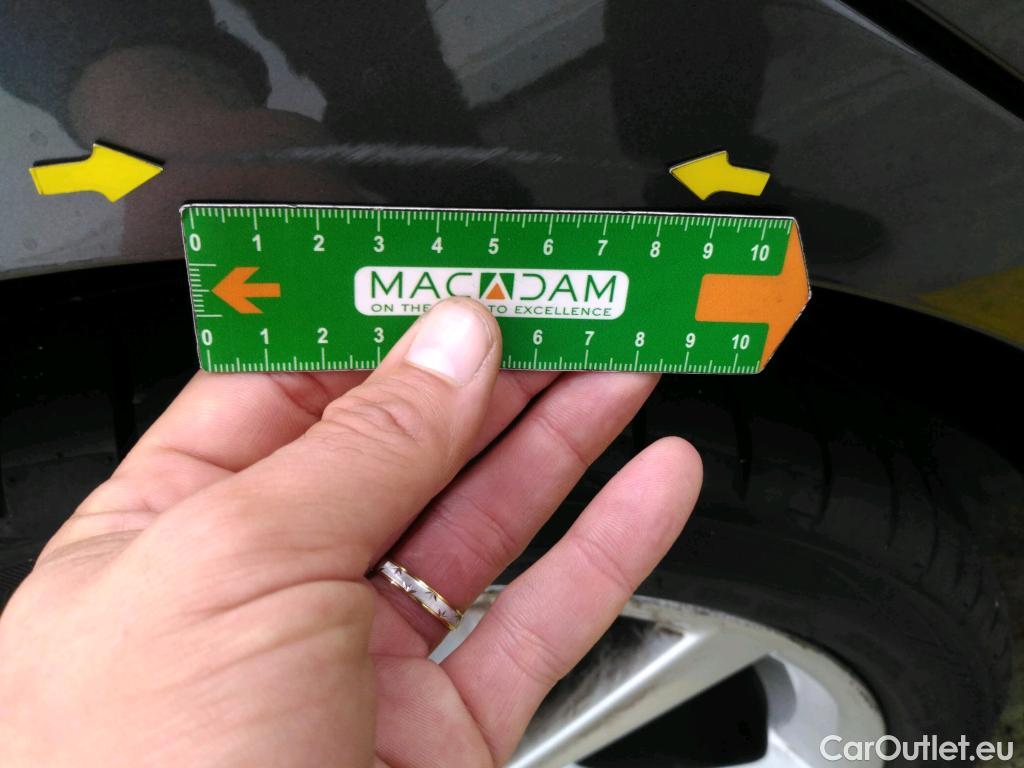 0 1 2 3 4 5 6 7 8 9 10
MACADAM
ON THE TO EXCELLENCE
0 1 2 3 6 7 8 9 10
CarOutlet.eu